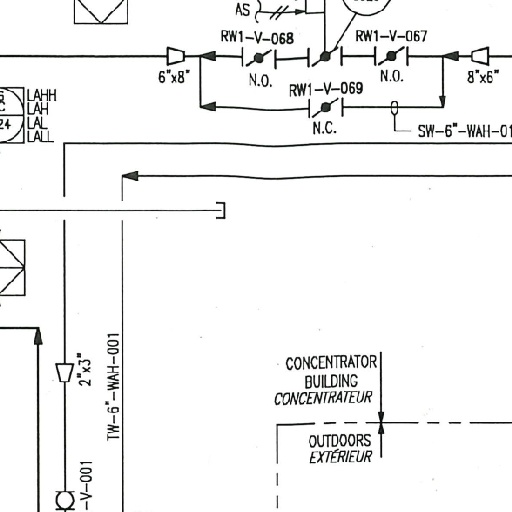 AS
RW1-V-068
RW1-V-067
6"x8"
N.O.
N.O.
8"x6"
RW1-V-069
N.C.
LAHH
LAH
LAL
LALL
24
SW-6"-WAH-01
2"x3"
TW-6"-WAH-001
-V-001
CONCENTRATOR
BUILDING
CONCENTRATEUR
OUTDOORS
EXTÉRIEUR